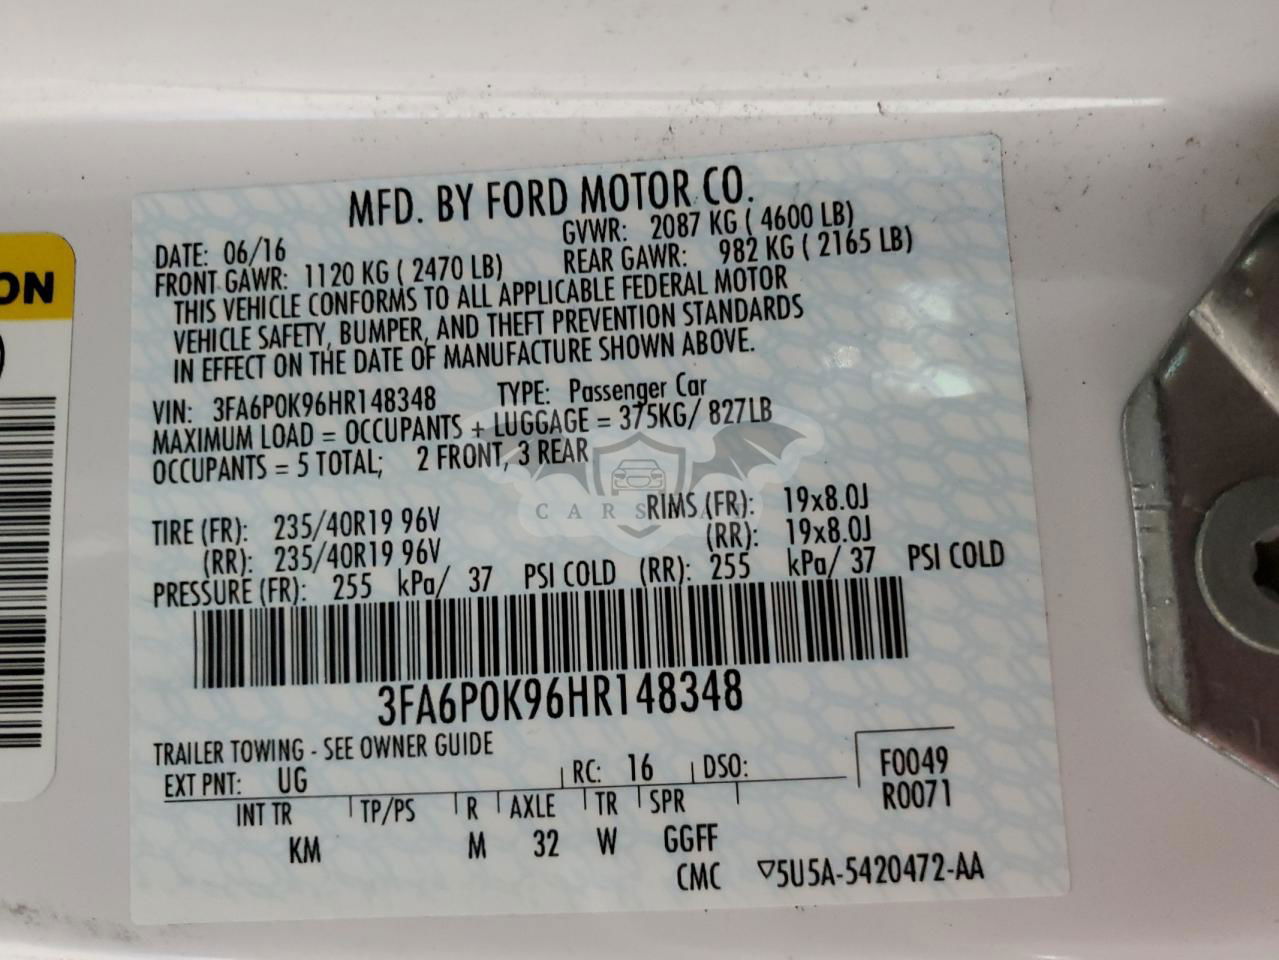 ON
MFD. BY FORD MOTOR CO.
DATE: 06/16 GVWR: 2087 KG ( 4600 LB)
FRONT GAWR: 1120 KG ( 2470 LB) REAR GAWR: 982 KG ( 2165 LB)
THIS VEHICLE CONFORMS TO ALL APPLICABLE FEDERAL MOTOR
VEHICLE SAFETY, BUMPER, AND THEFT PREVENTION STANDARDS
IN EFFECT ON THE DATE OF MANUFACTURE SHOWN ABOVE.
VIN: 3FA6P0K96HR148348 TYPE: Passenger Car
MAXIMUM LOAD = OCCUPANTS + LUGGAGE = 375KG/ 827LB
OCCUPANTS = 5 TOTAL; 2 FRONT, 3 REAR
TIRE (FR): 235/40R19 96V RIMS (FR): 19x8.0J
(RR): 235/40R19 96V (RR): 19x8.0J
PRESSURE (FR): 255 kPa/ 37 PSI COLD (RR): 255 kPa/ 37 PSI COLD
3FA6P0K96HR148348
TRAILER TOWING - SEE OWNER GUIDE
EXT PNT: UG RC: 16 DSO: F0049
R0071
INT TR TP/PS R AXLE TR SPR
KM M 32 W GGFF
CMC ▽5U5A-5420472-AA